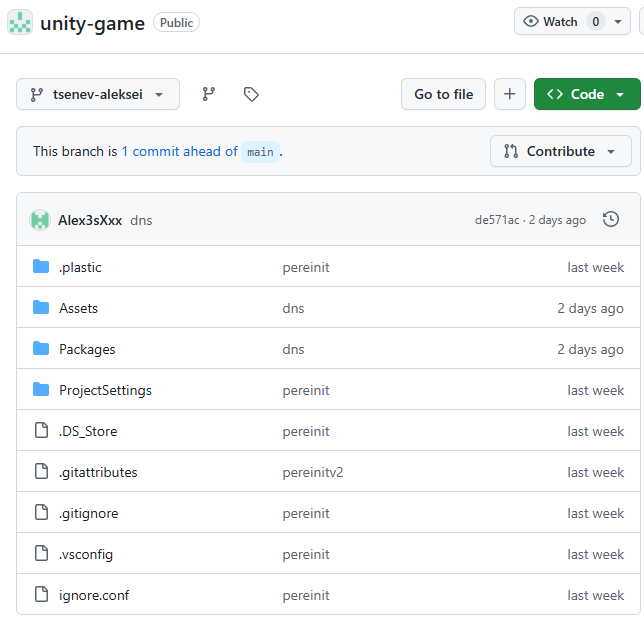 unity-game Public Watch 0
tsenev-aleksei Go to file Code
This branch is 1 commit ahead of main . Contribute
Alex3sXxx dns de571ac · 2 days ago
.plastic pereinit last week
Assets dns 2 days ago
Packages dns 2 days ago
ProjectSettings pereinit last week
.DS_Store pereinit last week
.gitattributes pereinitv2 last week
.gitignore pereinit last week
.vsconfig pereinit last week
ignore.conf pereinit last week